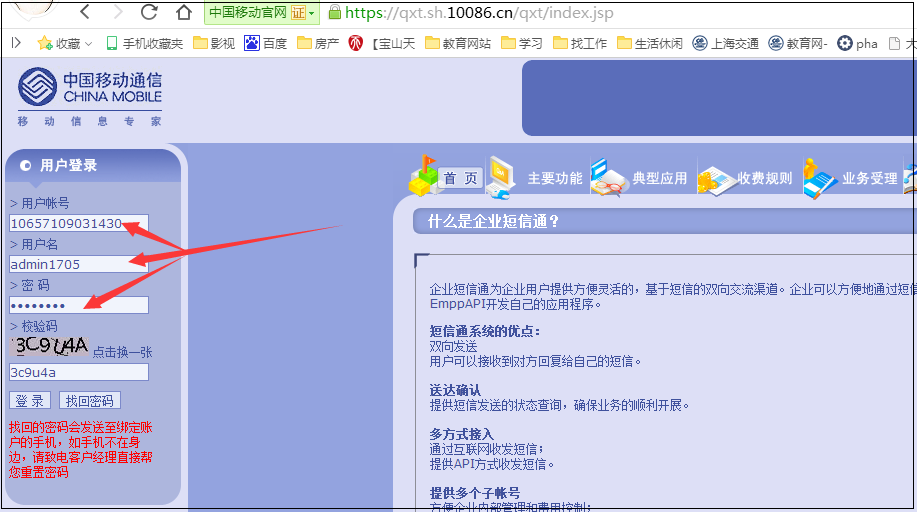 中国移动官网 证
https://qxt.sh.10086.cn/qxt/index.jsp
收藏 手机收藏夹 影视 百度 房产 【宝山天 教育网站 学习 找工作 生活休闲 上海交通 教育网- pha
中国移动通信
CHINA MOBILE
移 动 信 息 专 家
用户登录
首 页 主要功能 典型应用 收费规则 业务受理
> 用户帐号
10657109031430
> 用户名
admin1705
> 密 码
••••••••
> 校验码
3C9U4A 点击换一张
3c9u4a
登 录 找回密码
找回的密码会发送至绑定账
户的手机，如手机不在身
边，请致电客户经理直接帮
您重置密码
什么是企业短信通？
企业短信通为企业用户提供方便灵活的，基于短信的双向交流渠道。企业可以方便地通过短信
EmppAPI开发自己的应用程序。
短信通系统的优点：
双向发送
用户可以接收到对方回复给自己的短信。
送达确认
提供短信发送的状态查询，确保业务的顺利开展。
多方式接入
通过互联网收发短信；
提供API方式收发短信。
提供多个子帐号
方便企业内部管理和费用控制；